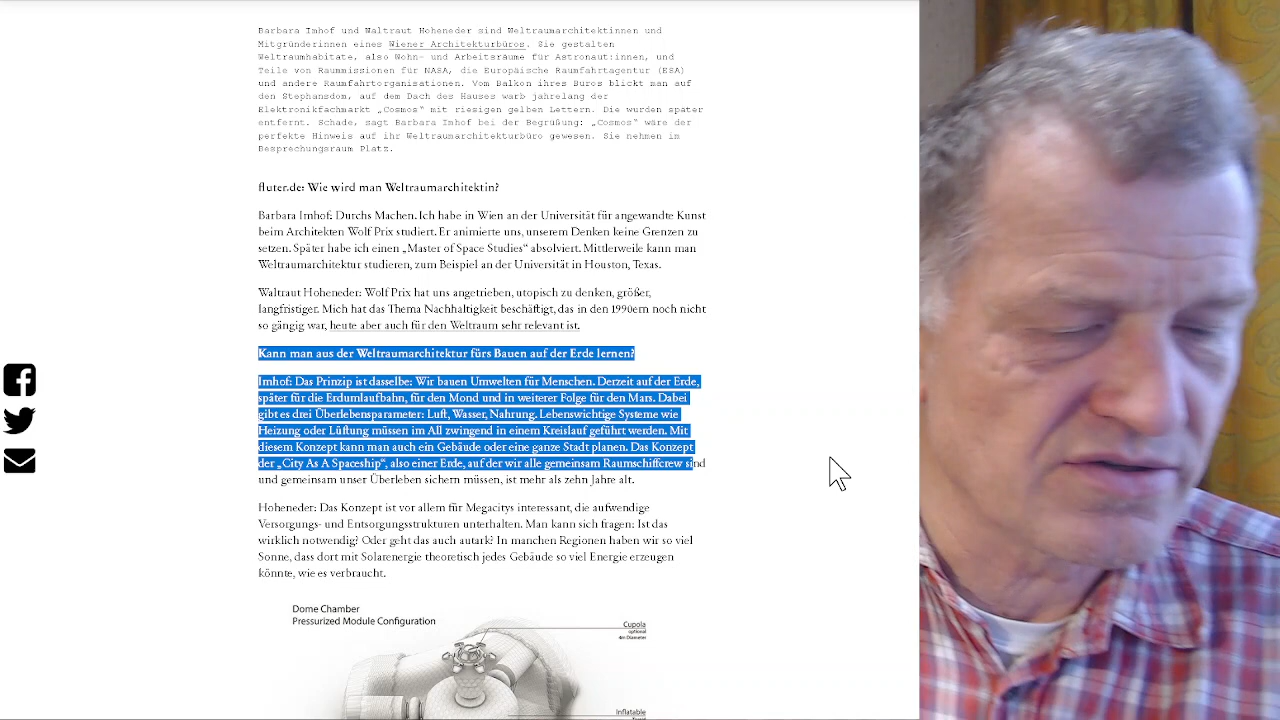 Barbara Imhof und Waltraut Hoheneder sind Weltraumarchitektinnen und
Mitgründerinnen eines Wiener Architekturbüros. Sie gestalten
Weltraumhabitate, also Wohn- und Arbeitsräume für Astronaut:innen, und
Teile von Raummissionen für NASA, die Europäische Raumfahrtagentur (ESA)
und andere Raumfahrtorganisationen. Vom Balkon ihres Büros blickt man auf
den Stephansdom, auf dem Dach des Hauses warb jahrelang der
Elektronikfachmarkt „Cosmos“ mit riesigen gelben Lettern. Die wurden später
entfernt. Schade, sagt Barbara Imhof bei der Begrüßung: „Cosmos“ wäre der
perfekte Hinweis auf ihr Weltraumarchitekturbüro gewesen. Sie nehmen im
Besprechungsraum Platz.
fluter.de: Wie wird man Weltraumarchitektin?
Barbara Imhof: Durchs Machen. Ich habe in Wien an der Universität für angewandte Kunst
beim Architekten Wolf Prix studiert. Er animierte uns, unserem Denken keine Grenzen zu
setzen. Später habe ich einen „Master of Space Studies“ absolviert. Mittlerweile kann man
Weltraumarchitektur studieren, zum Beispiel an der Universität in Houston, Texas.
Waltraut Hoheneder: Wolf Prix hat uns angetrieben, utopisch zu denken, größer,
langfristiger. Mich hat das Thema Nachhaltigkeit beschäftigt, das in den 1990ern noch nicht
so gängig war, heute aber auch für den Weltraum sehr relevant ist.
Kann man aus der Weltraumarchitektur fürs Bauen auf der Erde lernen?
Imhof: Das Prinzip ist dasselbe: Wir bauen Umwelten für Menschen. Derzeit auf der Erde,
später für die Erdumlaufbahn, für den Mond und in weiterer Folge für den Mars. Dabei
gibt es drei Überlebensparameter: Luft, Wasser, Nahrung. Lebenswichtige Systeme wie
Heizung oder Lüftung müssen im All zwingend in einem Kreislauf geführt werden. Mit
diesem Konzept kann man auch ein Gebäude oder eine ganze Stadt planen. Das Konzept
der „City As A Spaceship“, also einer Erde, auf der wir alle gemeinsam Raumschiffcrew sind
und gemeinsam unser Überleben sichern müssen, ist mehr als zehn Jahre alt.
Hoheneder: Das Konzept ist vor allem für Megacitys interessant, die aufwendige
Versorgungs- und Entsorgungsstrukturen unterhalten. Man kann sich fragen: Ist das
wirklich notwendig? Oder geht das auch autark? In manchen Regionen haben wir so viel
Sonne, dass dort mit Solarenergie theoretisch jedes Gebäude so viel Energie erzeugen
könnte, wie es verbraucht.
Dome Chamber
Pressurized Module Configuration
Cupola
optional
4m Diameter
Inflatable